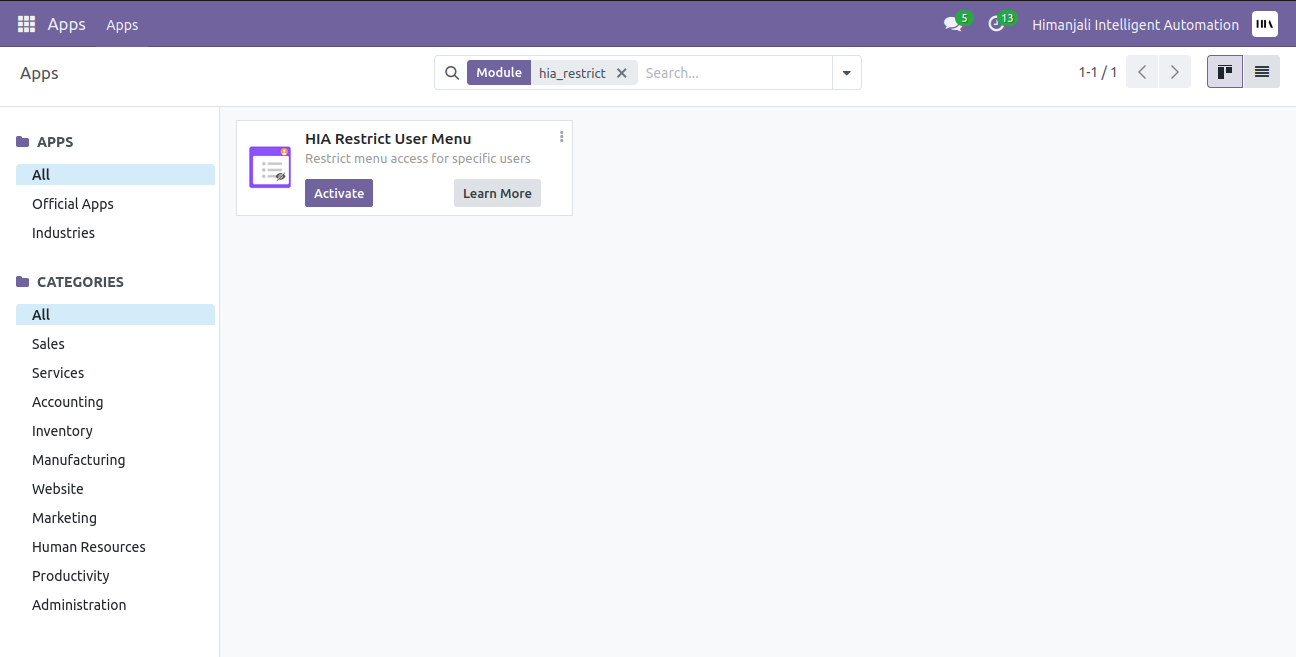 Apps Apps 5 13 Himanjali Intelligent Automation HIA
Apps Module hia_restrict Search... 1-1 / 1
APPS
All
Official Apps
Industries
CATEGORIES
All
Sales
Services
Accounting
Inventory
Manufacturing
Website
Marketing
Human Resources
Productivity
Administration
HIA Restrict User Menu
Restrict menu access for specific users
Activate Learn More